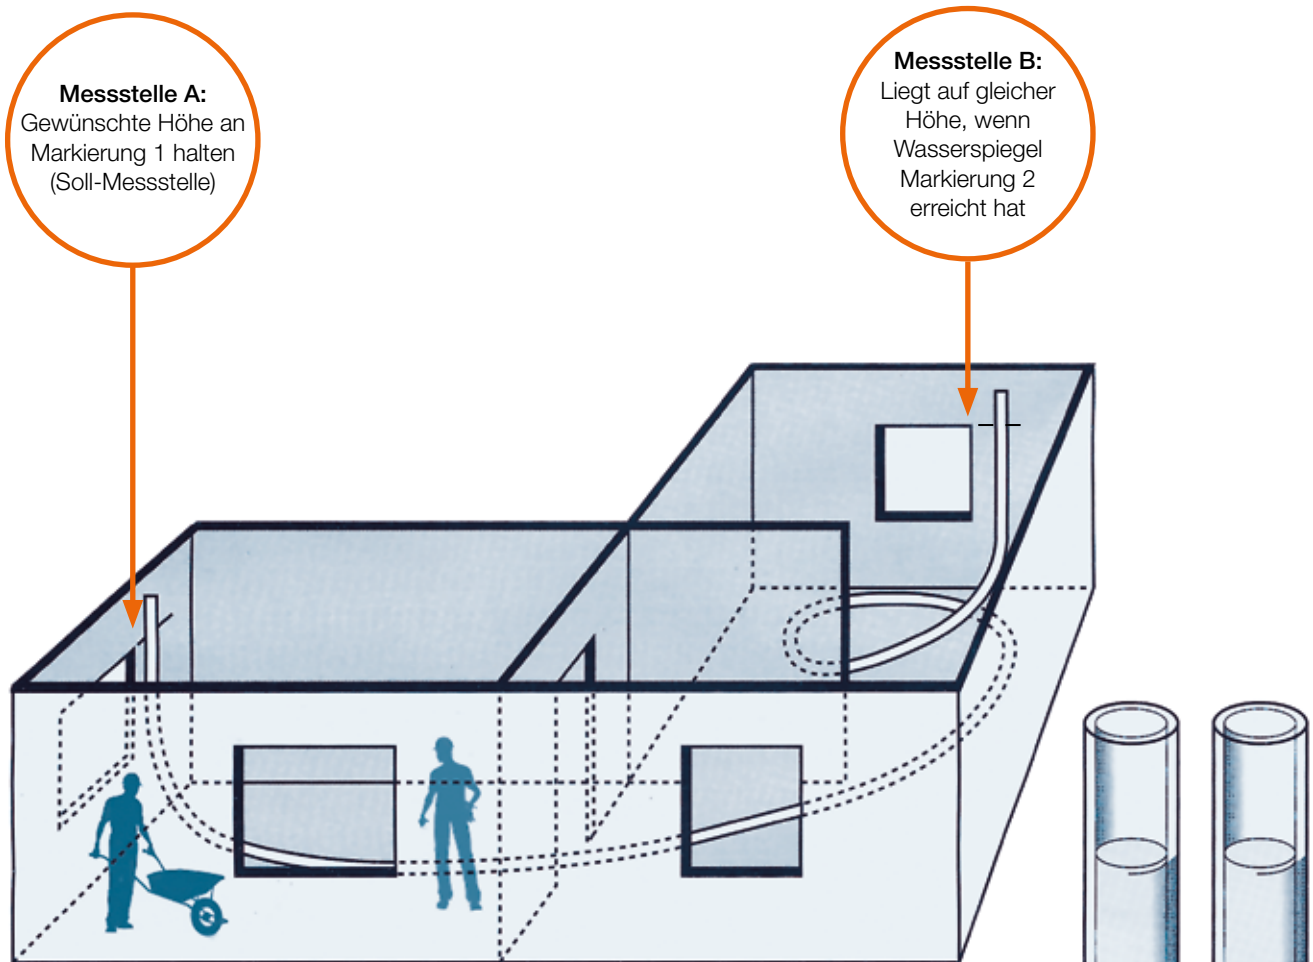 Messstelle A:
Gewünschte Höhe an
Markierung 1 halten
(Soll-Messstelle)
Messstelle B:
Liegt auf gleicher
Höhe, wenn
Wasserspiegel
Markierung 2
erreicht hat